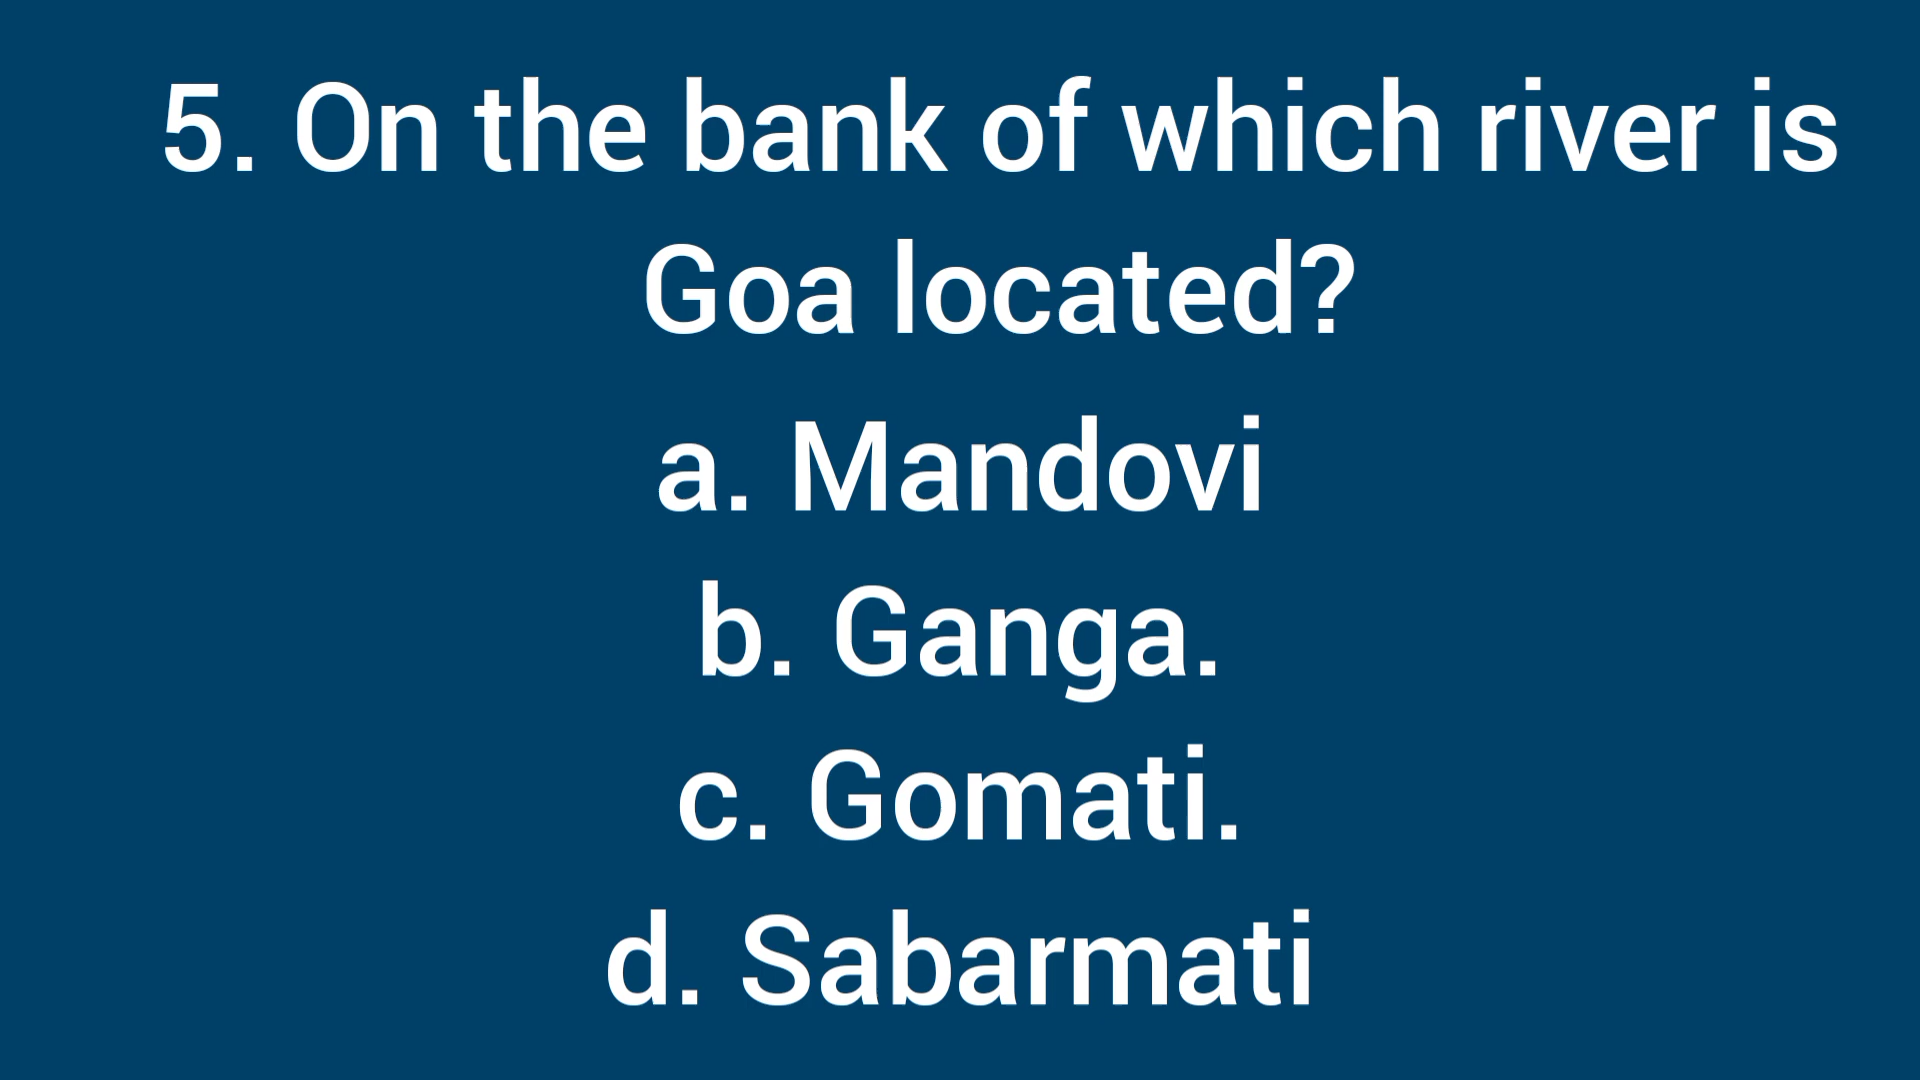 5. On the bank of which river is
Goa located?
a. Mandovi
b. Ganga.
c. Gomati.
d. Sabarmati